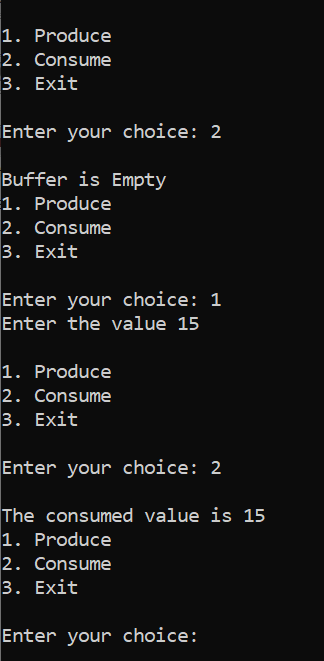 1. Produce
2. Consume
3. Exit
Enter your choice: 2
Buffer is Empty
1. Produce
2. Consume
3. Exit
Enter your choice: 1
Enter the value 15
1. Produce
2. Consume
3. Exit
Enter your choice: 2
The consumed value is 15
1. Produce
2. Consume
3. Exit
Enter your choice: